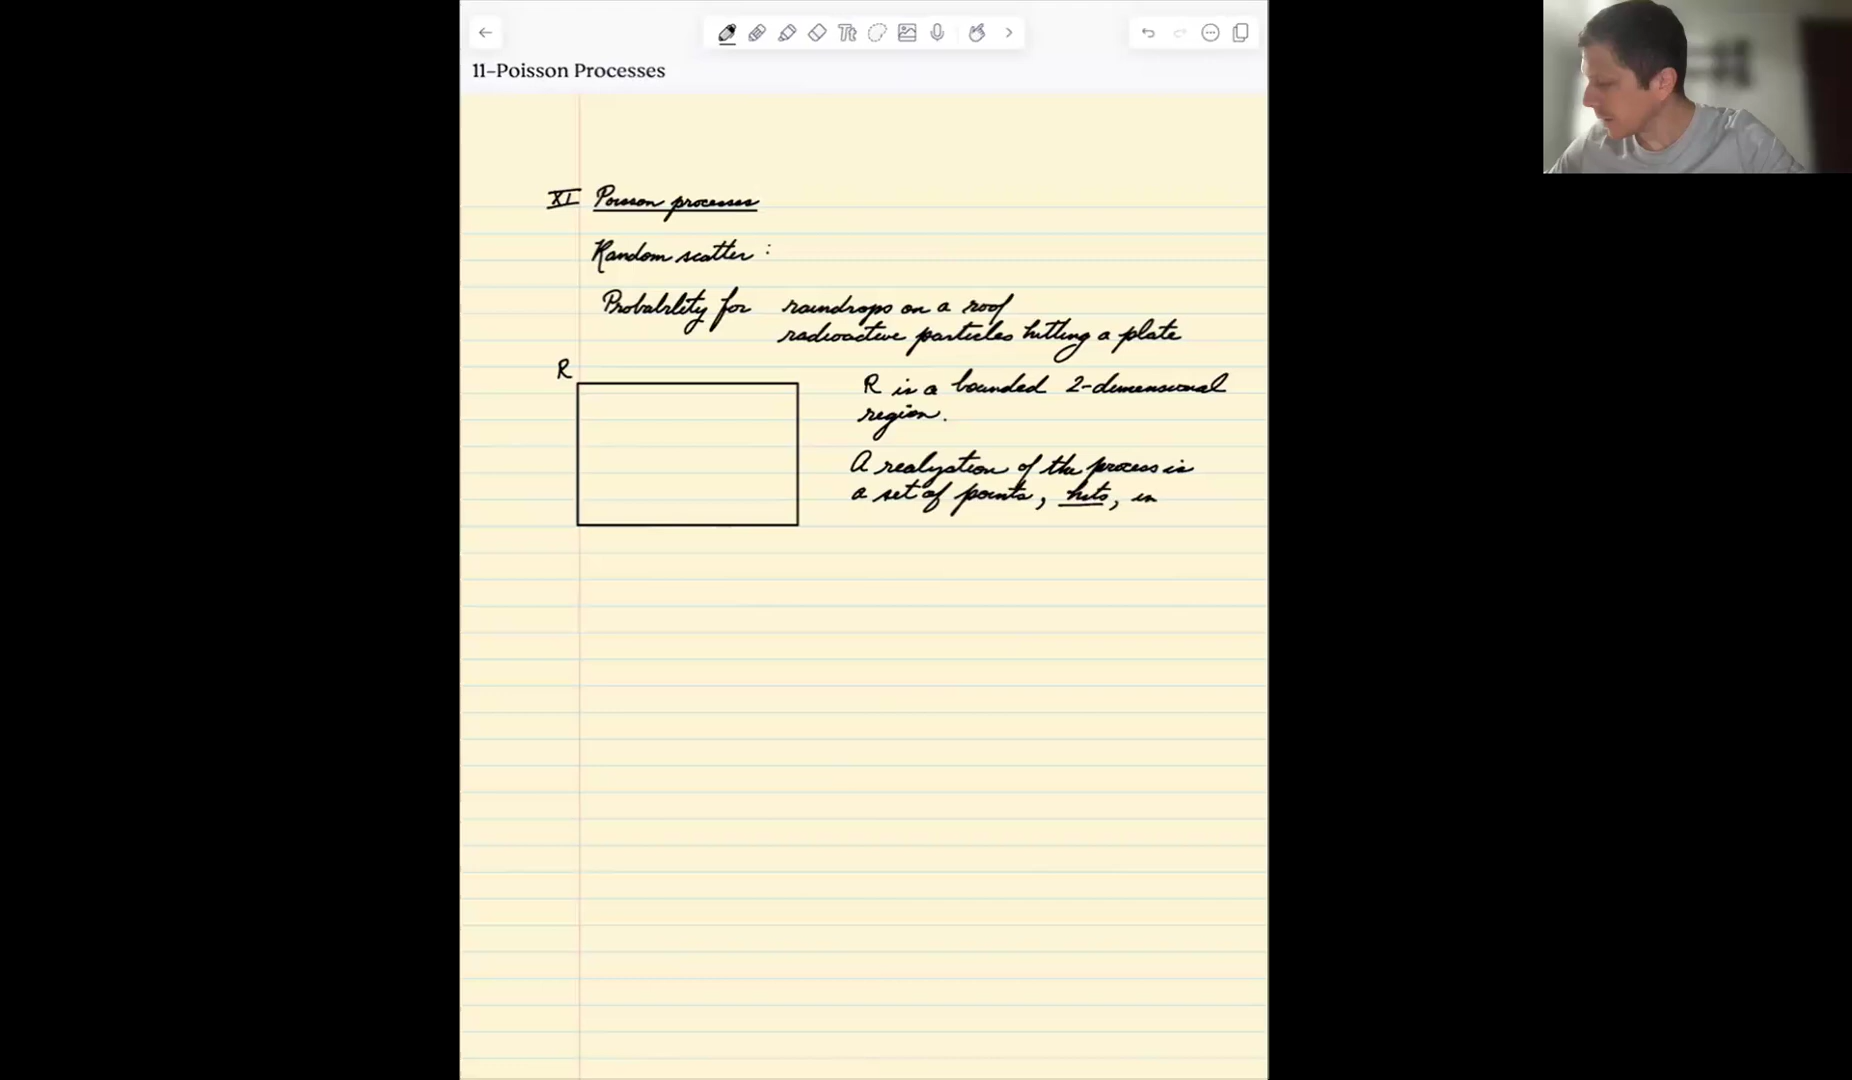 11-Poisson Processes
XI Poisson processes
Random scatter :
Probability for raindrops on a roof
radioactive particles hitting a plate
R
R is a bounded 2-dimensional
region.
A realization of the process is
a set of points, hits, in